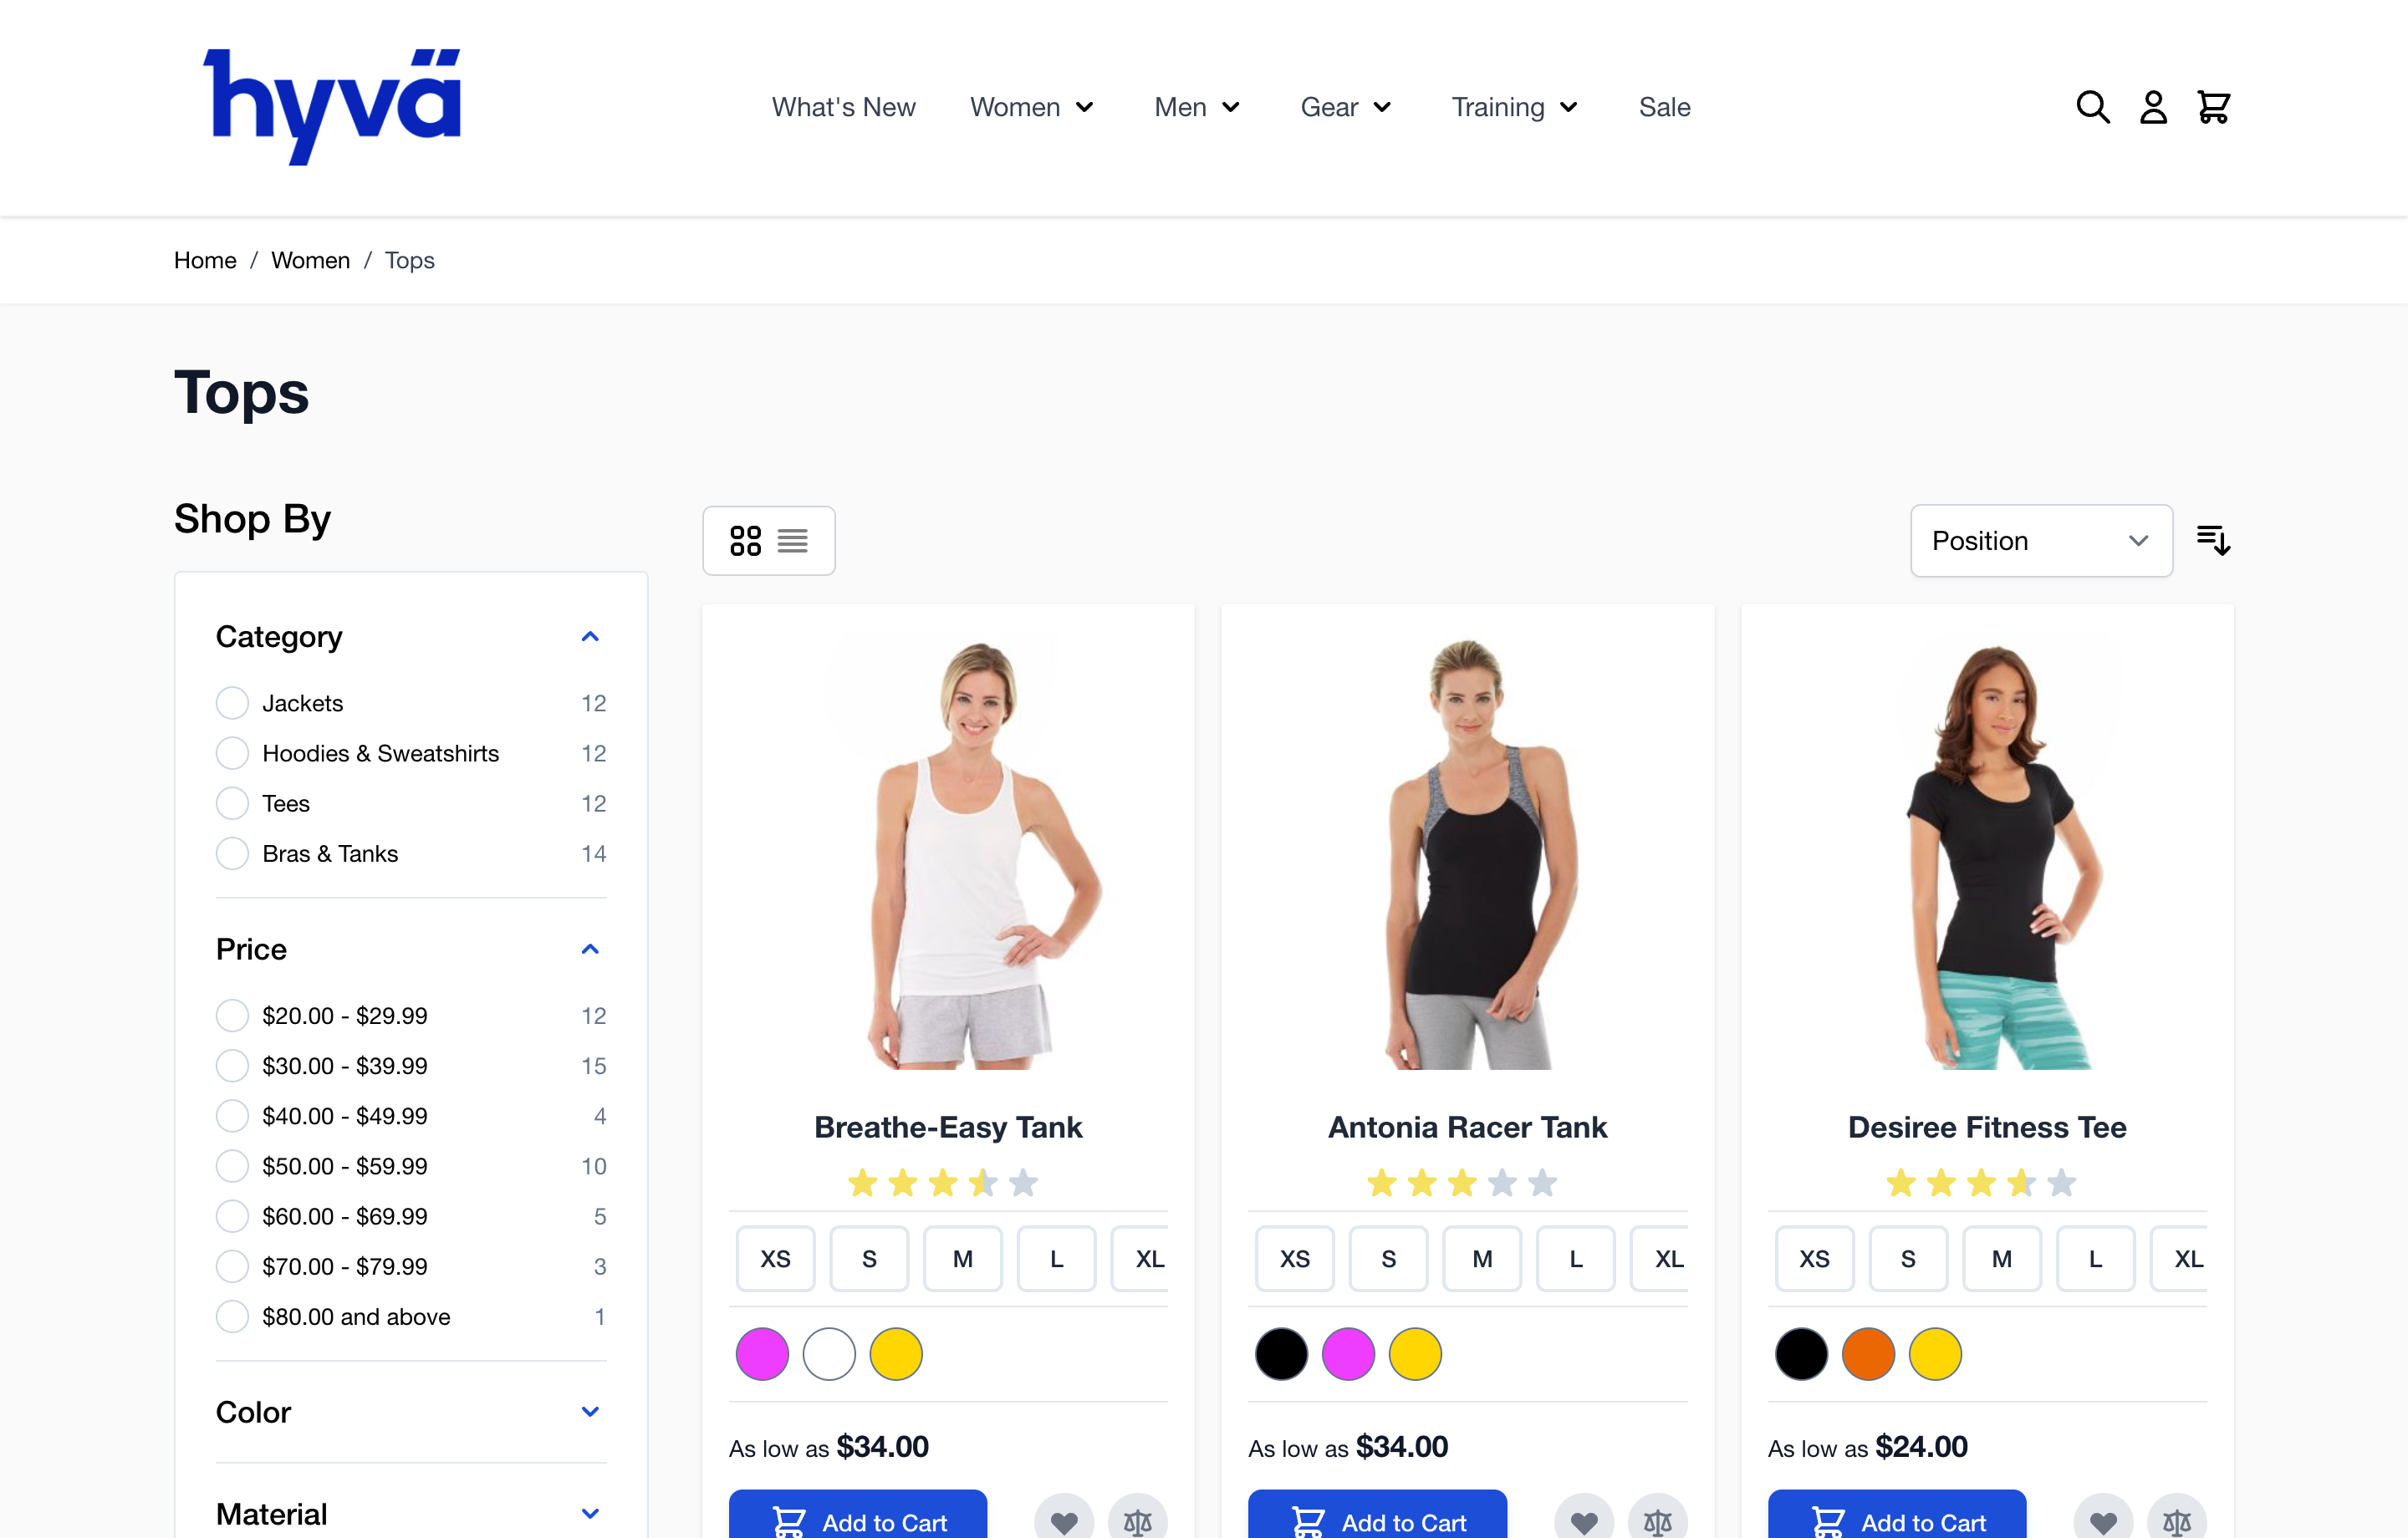 hyvä
What's New Women Men Gear Training Sale
Home / Women / Tops
Tops
Shop By
Position
Category
Jackets 12
Hoodies & Sweatshirts 12
Tees 12
Bras & Tanks 14
Price
$20.00 - $29.99 12
$30.00 - $39.99 15
$40.00 - $49.99 4
$50.00 - $59.99 10
$60.00 - $69.99 5
$70.00 - $79.99 3
$80.00 and above 1
Color
Material
Breathe-Easy Tank
XS S M L XL
As low as $34.00
Add to Cart
Antonia Racer Tank
XS S M L XL
As low as $34.00
Add to Cart
Desiree Fitness Tee
XS S M L XL
As low as $24.00
Add to Cart